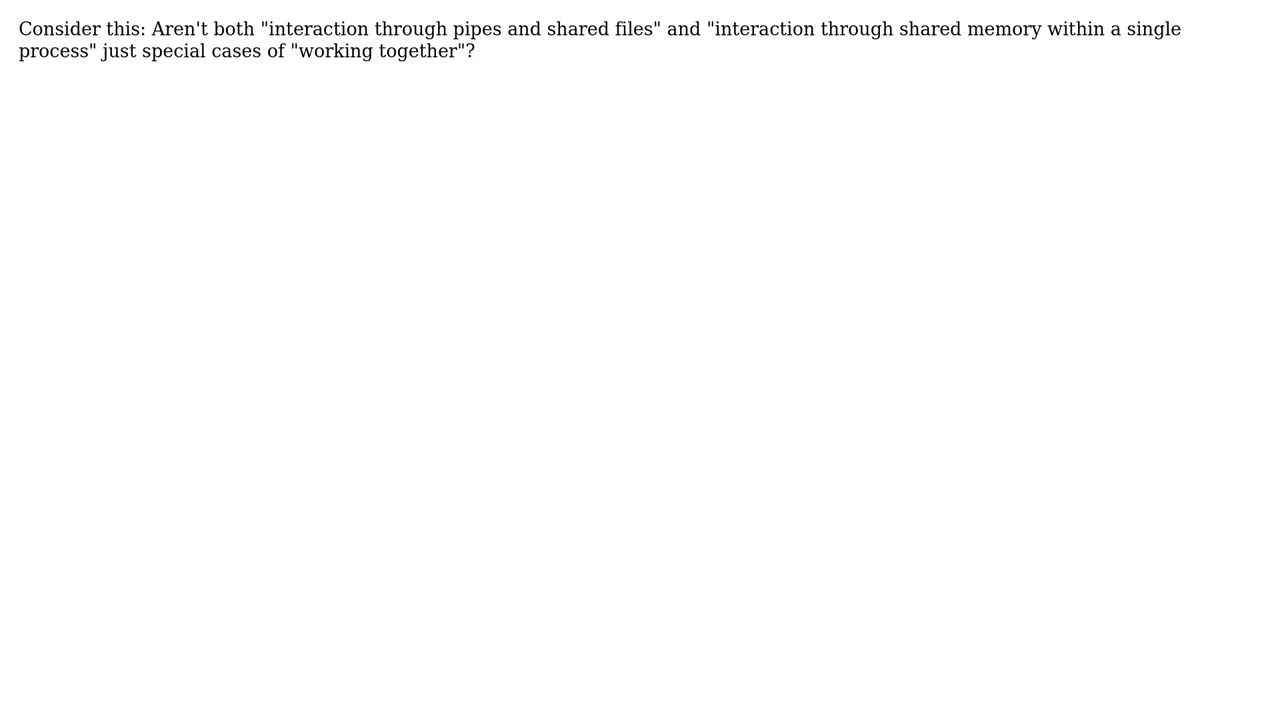 Consider this: Aren't both "interaction through pipes and shared files" and "interaction through shared memory within a single
process" just special cases of "working together"?